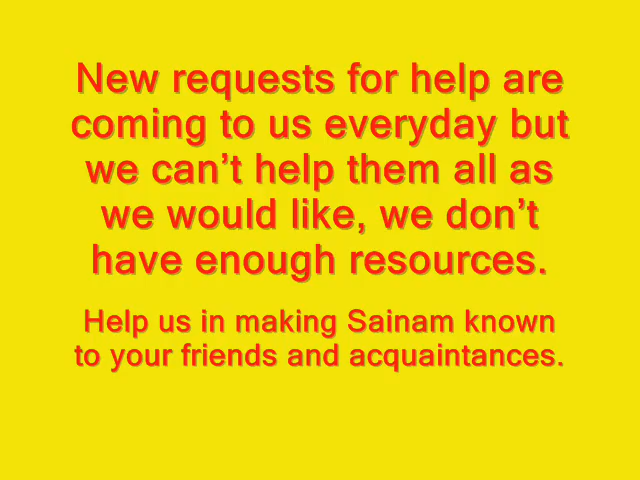 New requests for help are
coming to us everyday but
we can’t help them all as
we would like, we don’t
have enough resources.
Help us in making Sainam known
to your friends and acquaintances.